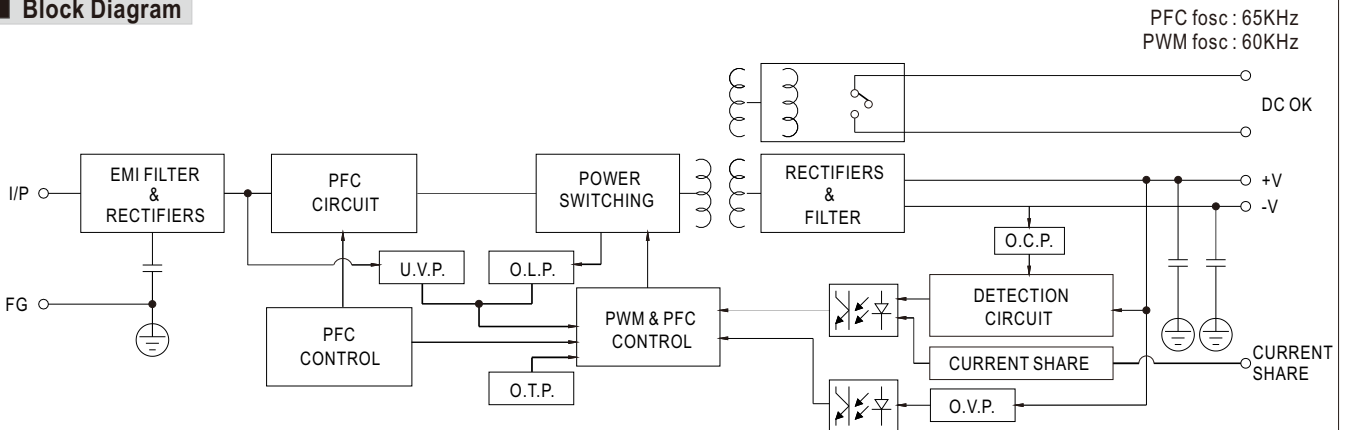 Block Diagram
PFC fosc : 65KHz
PWM fosc : 60KHz
DC OK
I/P
EMI FILTER
&
RECTIFIERS
PFC
CIRCUIT
POWER
SWITCHING
RECTIFIERS
&
FILTER
+V
-V
O.C.P.
U.V.P.
O.L.P.
FG
PFC
CONTROL
PWM & PFC
CONTROL
DETECTION
CIRCUIT
CURRENT SHARE
CURRENT
SHARE
O.T.P.
O.V.P.